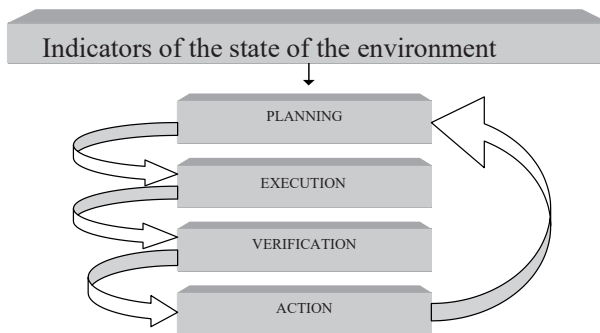 Indicators of the state of the environment
PLANNING
EXECUTION
VERIFICATION
ACTION